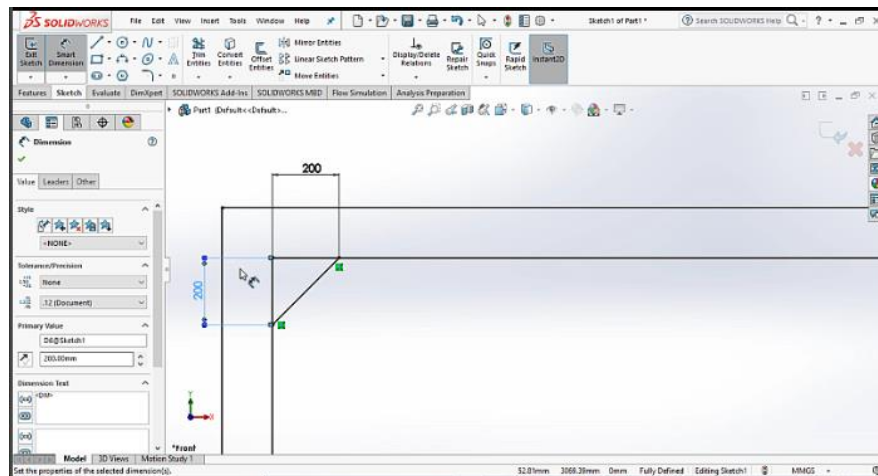 SOLIDWORKS File Edit View Insert Tools Window Help Sketch1 of Part1 * Search SOLIDWORKS Help
Exit Sketch Smart Dimension Trim Entities Convert Entities Offset Entities Mirror Entities Linear Sketch Pattern Move Entities Display/Delete Relations Repair Sketch Quick Snaps Rapid Sketch Instant2D
Features Sketch Evaluate DimXpert SOLIDWORKS Add-Ins SOLIDWORKS MBD Flow Simulation Analysis Preparation
Part1 (Default<<Default>...
Dimension
Value Leaders Other
Style
<NONE>
Tolerance/Precision
None
.12 (Document)
Primary Value
D6@Sketch1
200.00mm
Dimension Text
<DIM>
200
200
Y
X
*Front
Model 3D Views Motion Study 1
Set the properties of the selected dimension(s). 0mm Fully Defined Editing Sketch1 MMGS